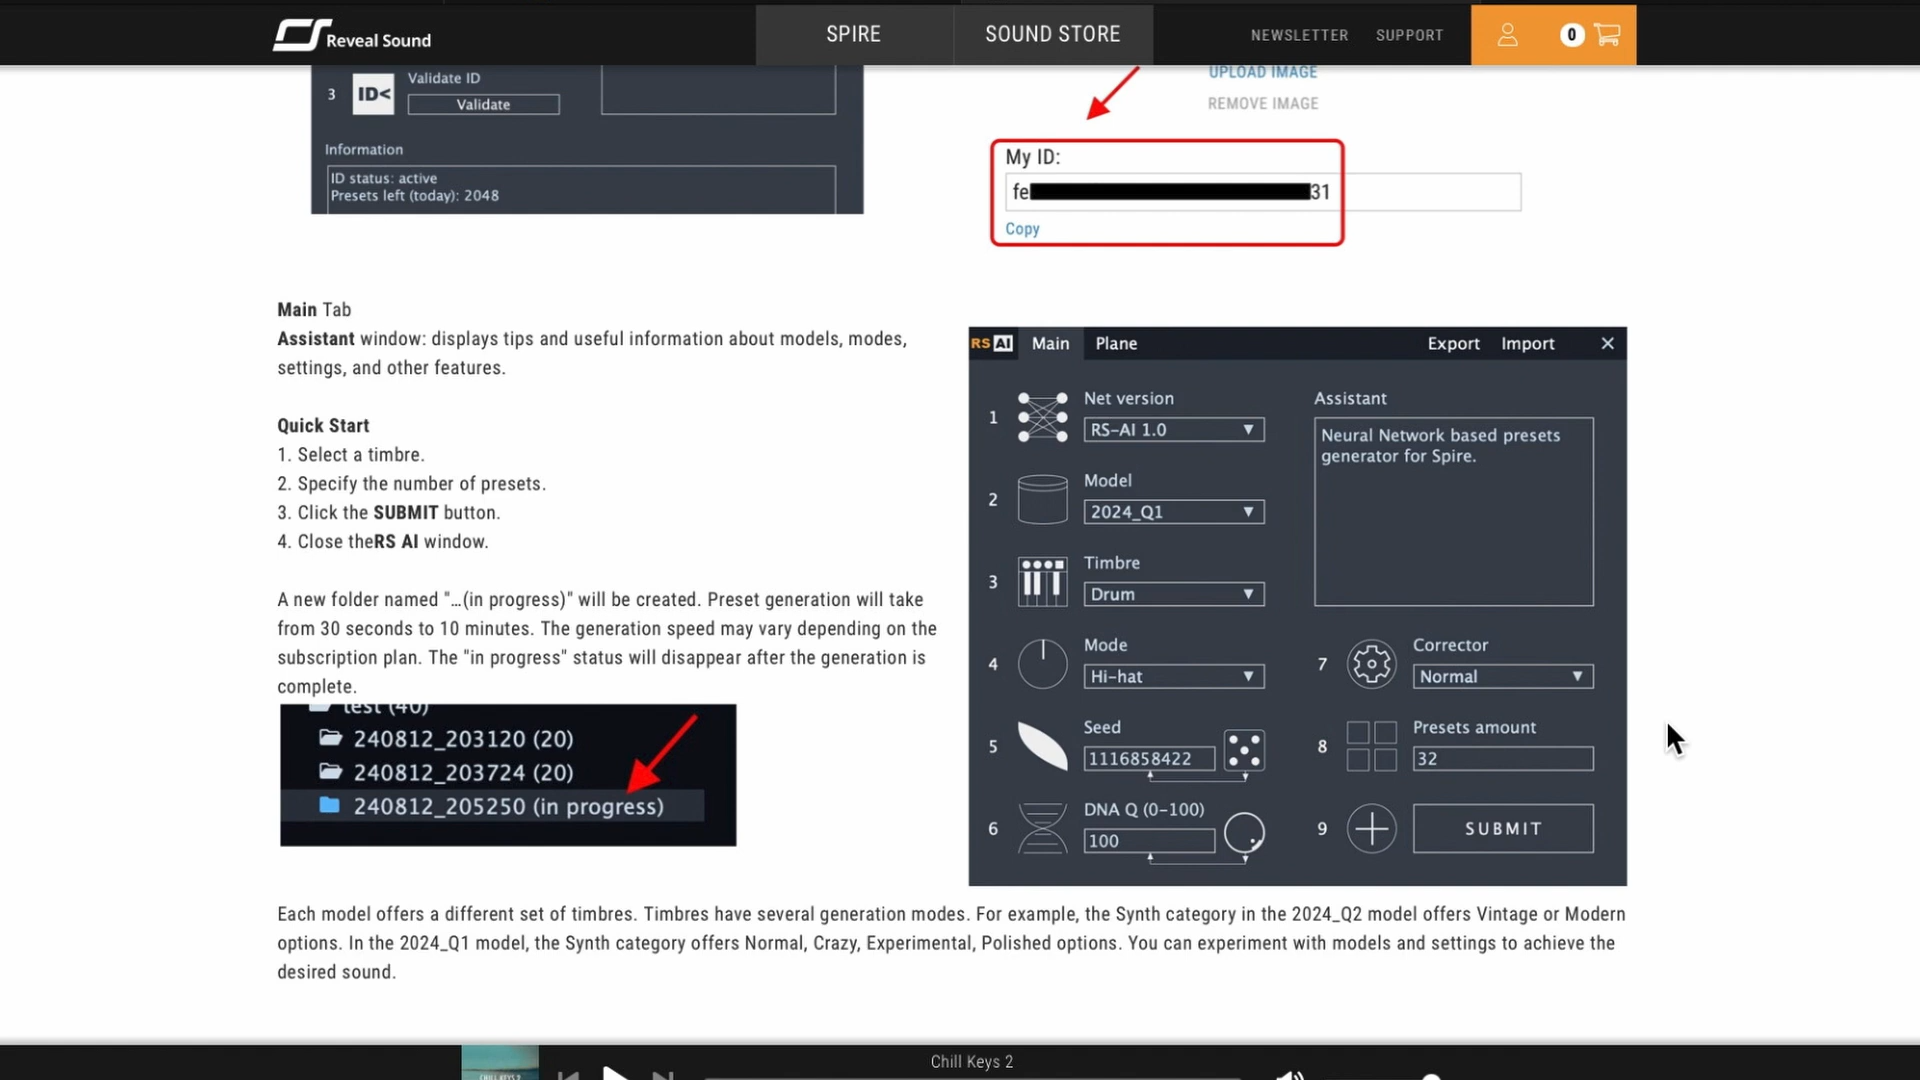 Reveal Sound
SPIRE
SOUND STORE
NEWSLETTER
SUPPORT
0
3
ID<
Validate ID
Validate
Information
ID status: active
Presets left (today): 2048
UPLOAD IMAGE
REMOVE IMAGE
My ID:
fe
31
Copy
Main Tab
Assistant window: displays tips and useful information about models, modes,
settings, and other features.
Quick Start
1. Select a timbre.
2. Specify the number of presets.
3. Click the SUBMIT button.
4. Close theRS AI window.
A new folder named "…(in progress)" will be created. Preset generation will take
from 30 seconds to 10 minutes. The generation speed may vary depending on the
subscription plan. The "in progress" status will disappear after the generation is
complete.
test (40)
240812_203120 (20)
240812_203724 (20)
240812_205250 (in progress)
RS AI
Main
Plane
Export
Import
1
Net version
RS-AI 1.0
Assistant
Neural Network based presets
generator for Spire.
2
Model
2024_Q1
3
Timbre
Drum
4
Mode
Hi-hat
7
Corrector
Normal
5
Seed
1116858422
8
Presets amount
32
6
DNA Q (0-100)
100
9
SUBMIT
Each model offers a different set of timbres. Timbres have several generation modes. For example, the Synth category in the 2024_Q2 model offers Vintage or Modern
options. In the 2024_Q1 model, the Synth category offers Normal, Crazy, Experimental, Polished options. You can experiment with models and settings to achieve the
desired sound.
Chill Keys 2
CHILL KEYS 2